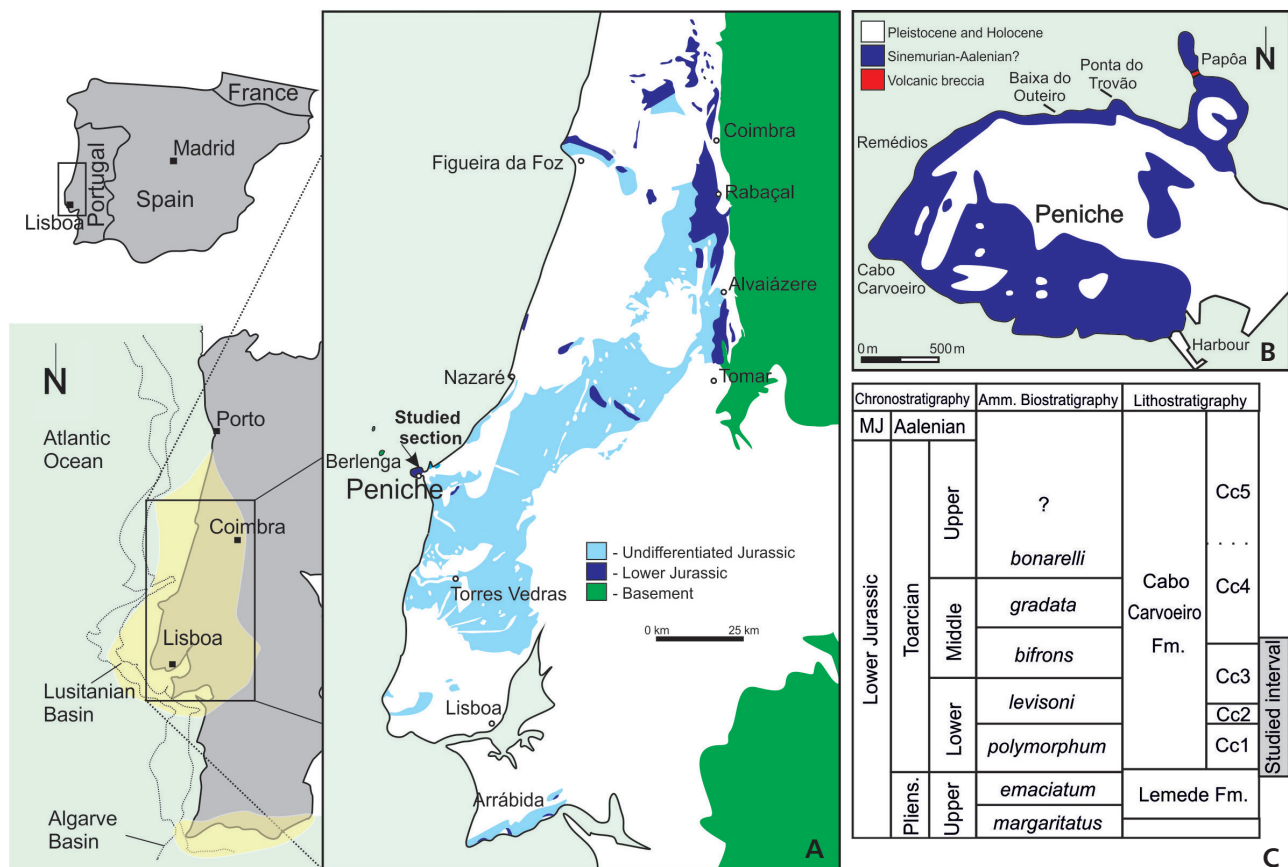 France
Madrid
Portugal
Spain
Lisboa
N
Atlantic
Ocean
Porto
Coimbra
Lisboa
Lusitanian
Basin
Algarve
Basin
Coimbra
Figueira da Foz
Rabaçal
Alvaiázere
Nazaré
Tomar
Studied
section
Berlenga
Peniche
- Undifferentiated Jurassic
- Lower Jurassic
- Basement
Torres Vedras
0 km
25 km
Lisboa
Arrábida
A
Pleistocene and Holocene
Sinemurian-Aalenian?
Volcanic breccia
N
Papôa
Ponta do
Trovão
Baixa do
Outeiro
Remédios
Peniche
Cabo
Carvoeiro
Harbour
0 m
500 m
B
Chronostratigraphy
Amm. Biostratigraphy
Lithostratigraphy
MJ
Aalenian
Lower Jurassic
Toarcian
Upper
?
bonarelli
Middle
gradata
bifrons
Lower
levisoni
polymorphum
Pliens.
Upper
emaciatum
margaritatus
Cabo
Carvoeiro
Fm.
Cc5
Cc4
Cc3
Cc2
Cc1
Lemede Fm.
Studied interval
C